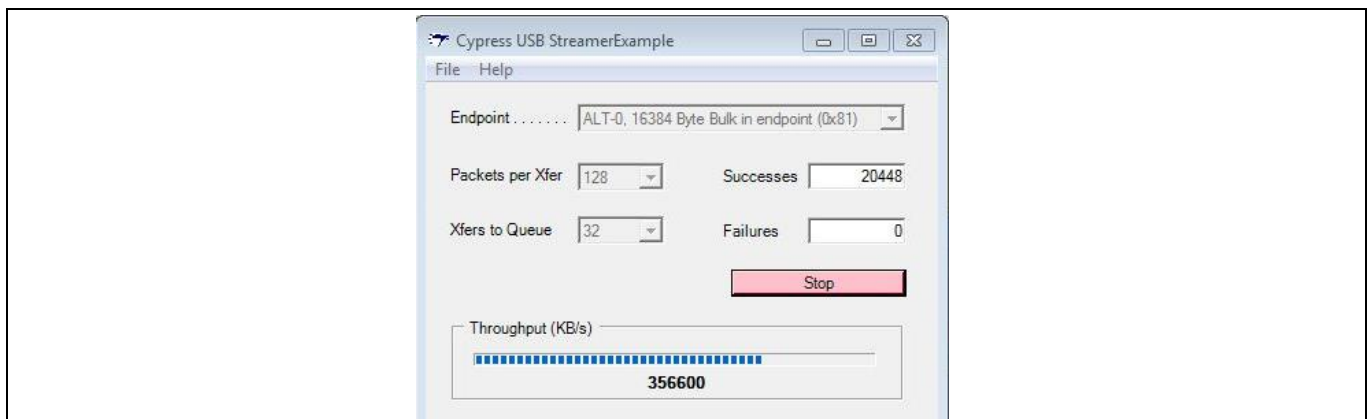 Cypress USB StreamerExample
File Help
Endpoint . . . . . . . ALT-0, 16384 Byte Bulk in endpoint (0x81)
Packets per Xfer 128 Successes 20448
Xfers to Queue 32 Failures 0
Stop
Throughput (KB/s)
356600